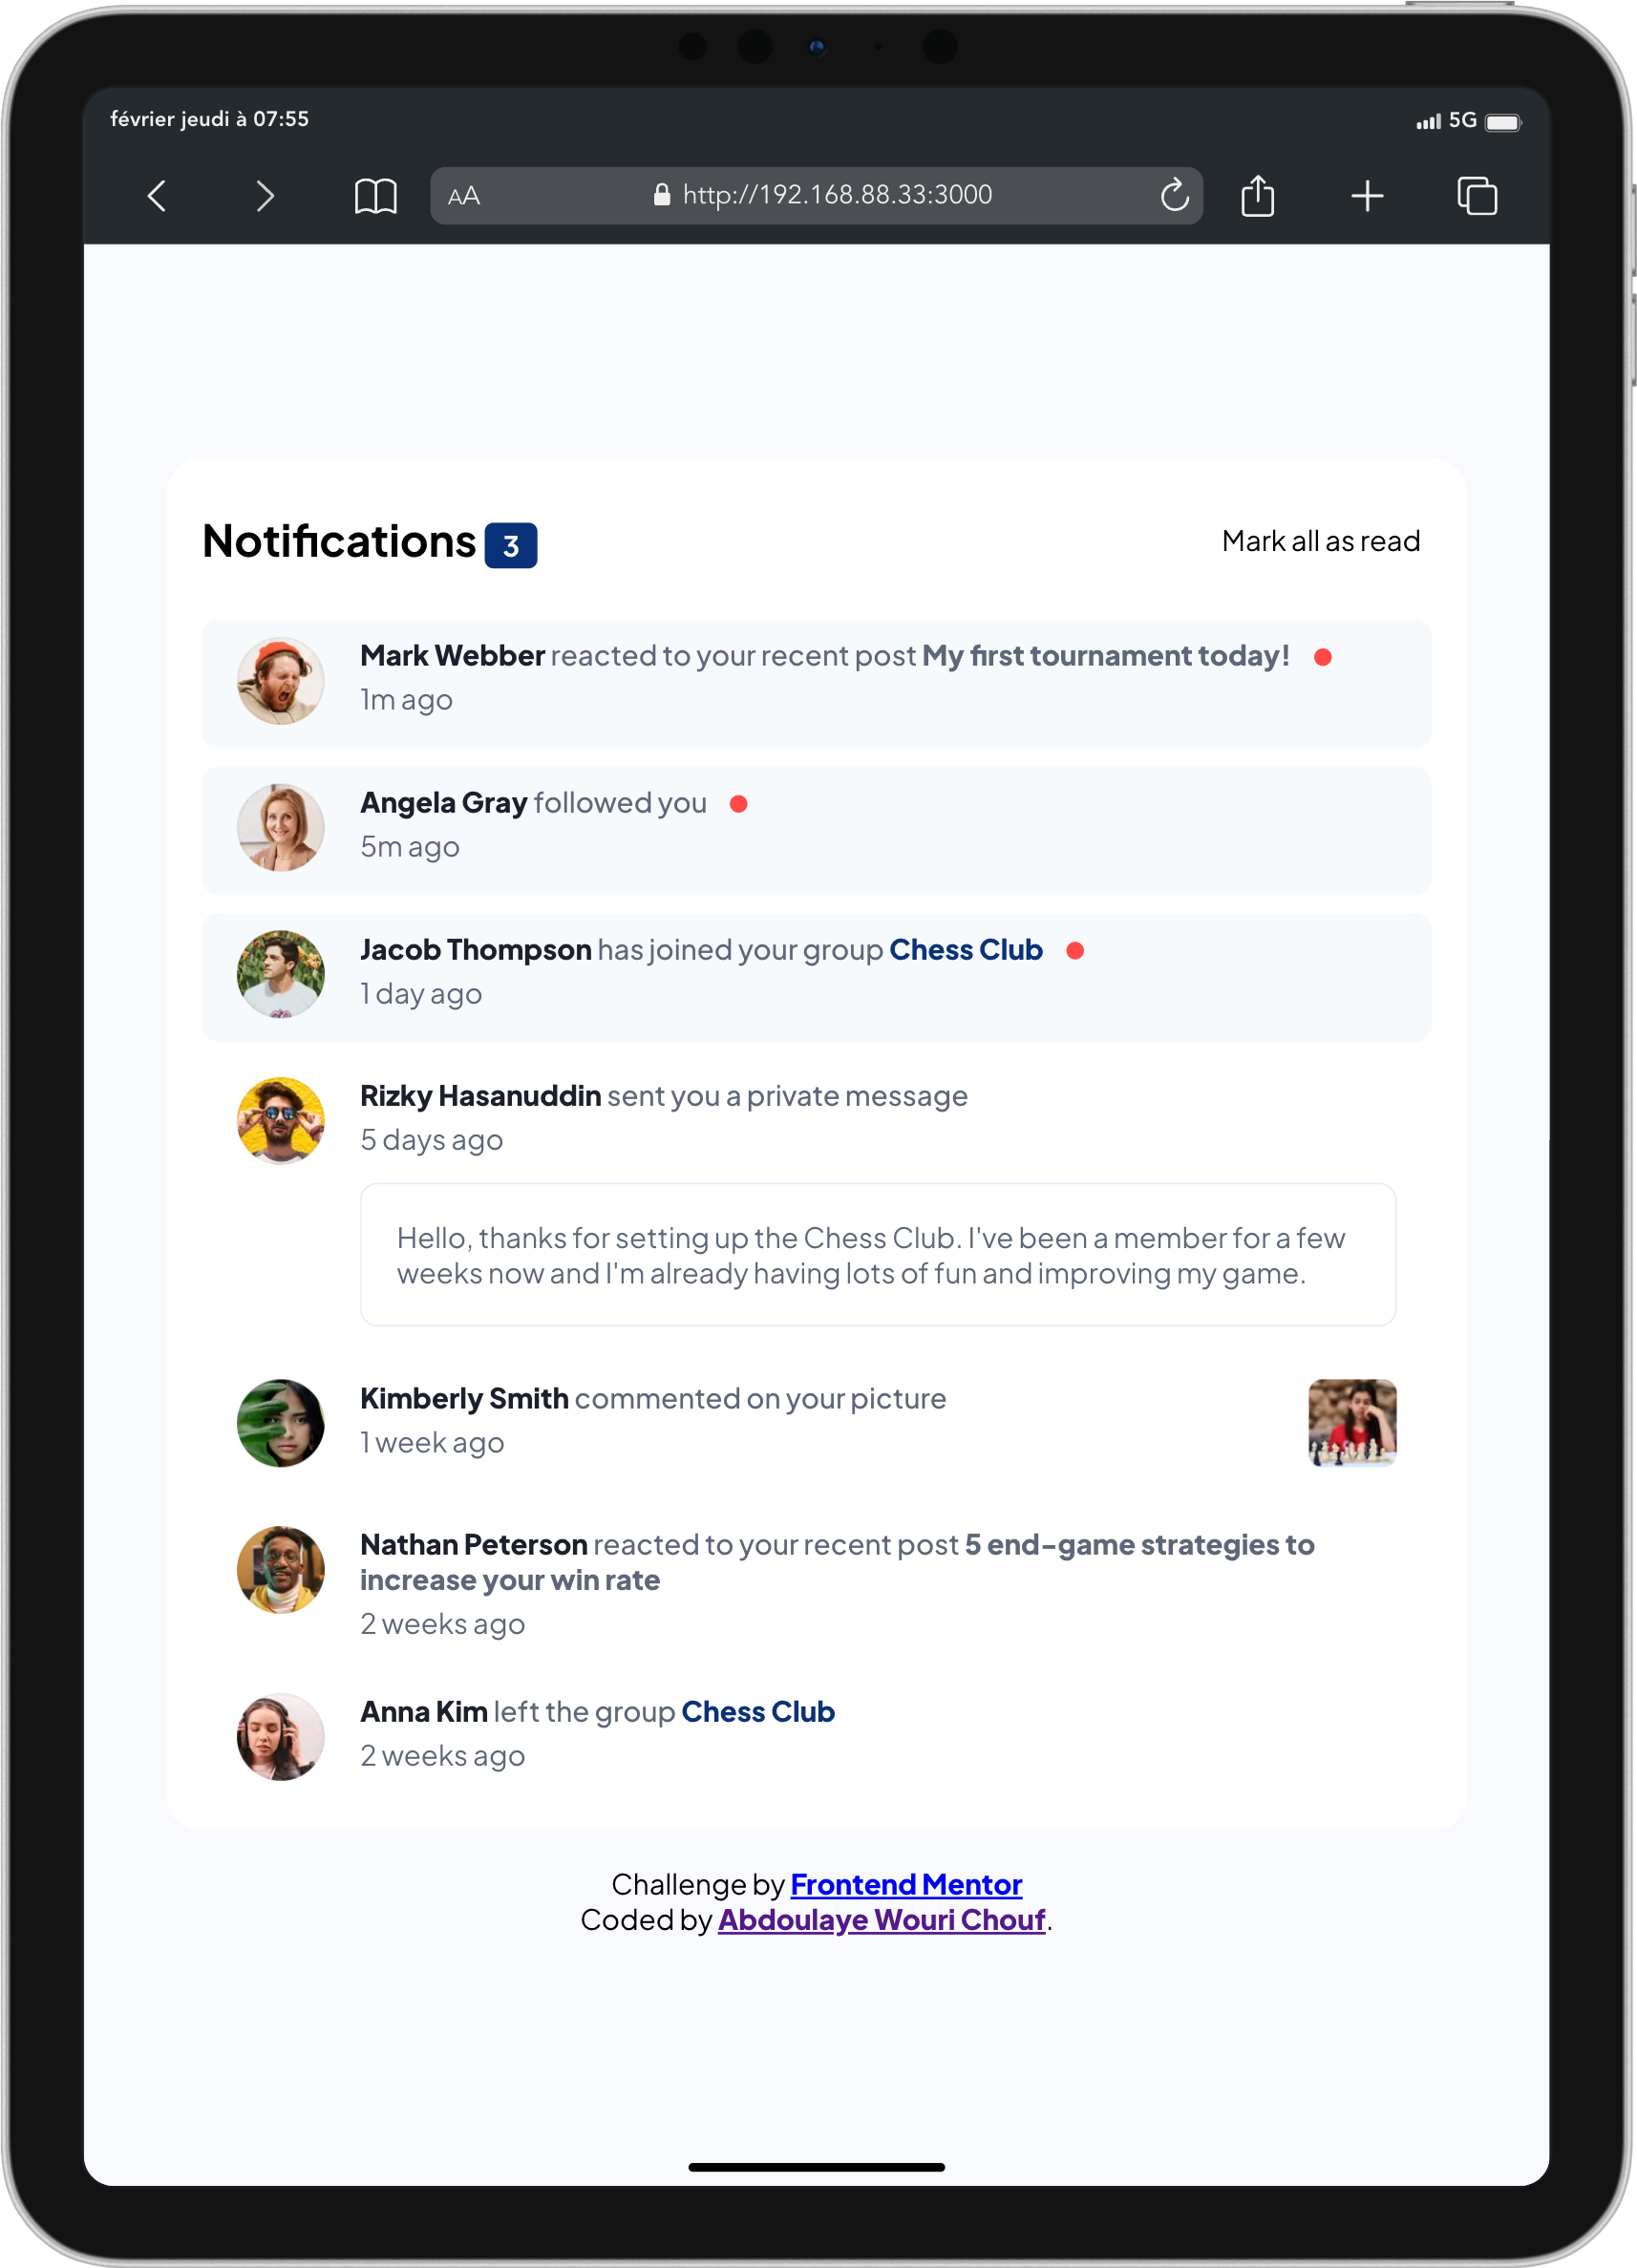 février jeudi à 07:55
5G
AA
http://192.168.88.33:3000
Notifications 3
Mark all as read
Mark Webber reacted to your recent post My first tournament today!
1m ago
Angela Gray followed you
5m ago
Jacob Thompson has joined your group Chess Club
1 day ago
Rizky Hasanuddin sent you a private message
5 days ago
Hello, thanks for setting up the Chess Club. I've been a member for a few
weeks now and I'm already having lots of fun and improving my game.
Kimberly Smith commented on your picture
1 week ago
Nathan Peterson reacted to your recent post 5 end-game strategies to
increase your win rate
2 weeks ago
Anna Kim left the group Chess Club
2 weeks ago
Challenge by Frontend Mentor
Coded by Abdoulaye Wouri Chouf.